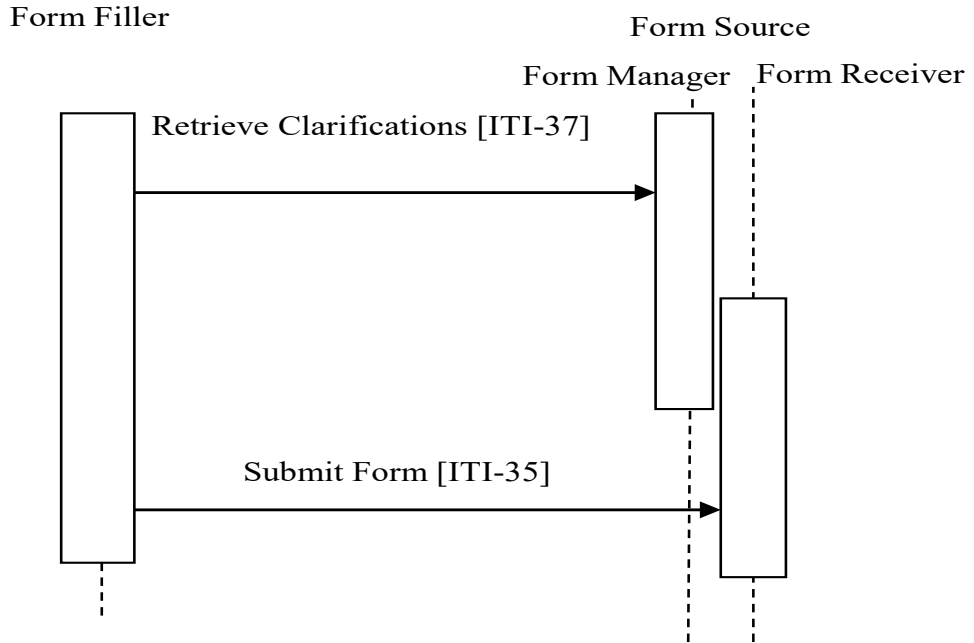 Form Filler
Form Source
Form Manager
Form Receiver
Retrieve Clarifications [ITI-37]
Submit Form [ITI-35]